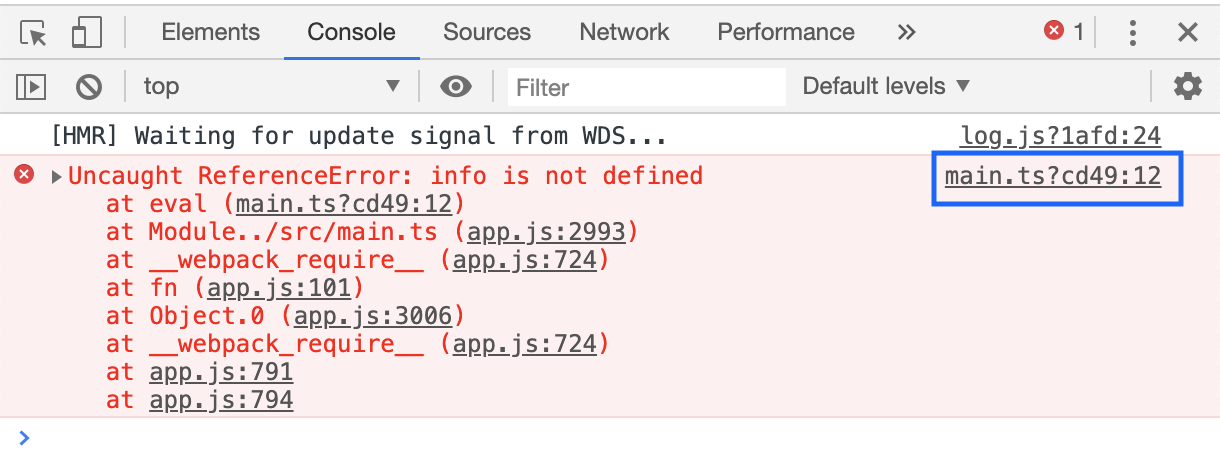 Elements Console Sources Network Performance » 1
top Filter Default levels
[HMR] Waiting for update signal from WDS... log.js?1afd:24
Uncaught ReferenceError: info is not defined main.ts?cd49:12
at eval (main.ts?cd49:12)
at Module../src/main.ts (app.js:2993)
at __webpack_require__ (app.js:724)
at fn (app.js:101)
at Object.0 (app.js:3006)
at __webpack_require__ (app.js:724)
at app.js:791
at app.js:794